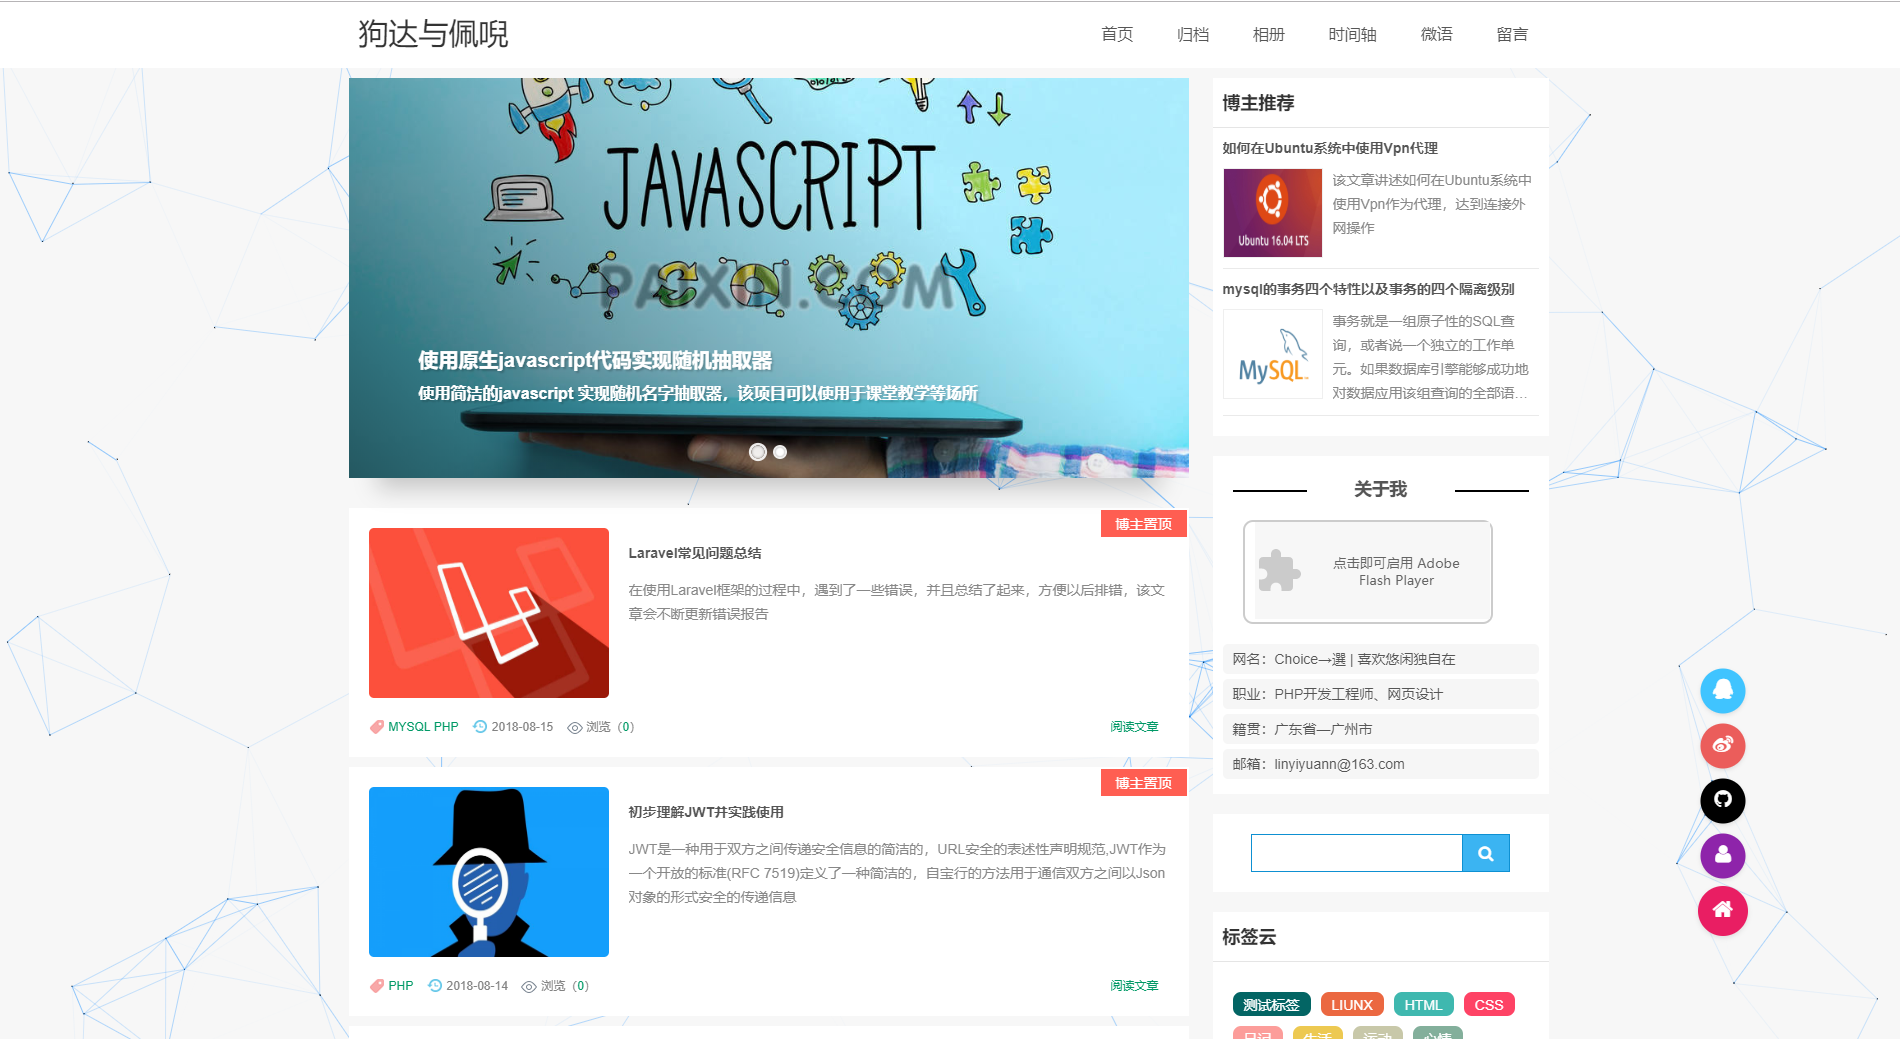 狗达与佩倪
首页 归档 相册 时间轴 微语 留言
JAVASCRIPT
PAIXIN.COM
使用原生javascript代码实现随机抽取器
使用简洁的javascript 实现随机名字抽取器，该项目可以使用于课堂教学等场所
博主置顶
Laravel常见问题总结
在使用Laravel框架的过程中，遇到了一些错误，并且总结了起来，方便以后排错，该文
章会不断更新错误报告
MYSQL PHP 2018-08-15 浏览（0） 阅读文章
博主置顶
初步理解JWT并实践使用
JWT是一种用于双方之间传递安全信息的简洁的，URL安全的表述性声明规范,JWT作为
一个开放的标准(RFC 7519)定义了一种简洁的，自宝行的方法用于通信双方之间以Json
对象的形式安全的传递信息
PHP 2018-08-14 浏览（0） 阅读文章
博主推荐
如何在Ubuntu系统中使用Vpn代理
Ubuntu 16.04 LTS
该文章讲述如何在Ubuntu系统中
使用Vpn作为代理，达到连接外
网操作
mysql的事务四个特性以及事务的四个隔离级别
MySQL
事务就是一组原子性的SQL查
询，或者说一个独立的工作单
元。如果数据库引擎能够成功地
对数据应用该组查询的全部语...
关于我
点击即可启用 Adobe
Flash Player
网名：Choice→選 | 喜欢悠闲独自在
职业：PHP开发工程师、网页设计
籍贯：广东省—广州市
邮箱：linyiyuann@163.com
标签云
测试标签 LIUNX HTML CSS
日记 生活 运动 心情